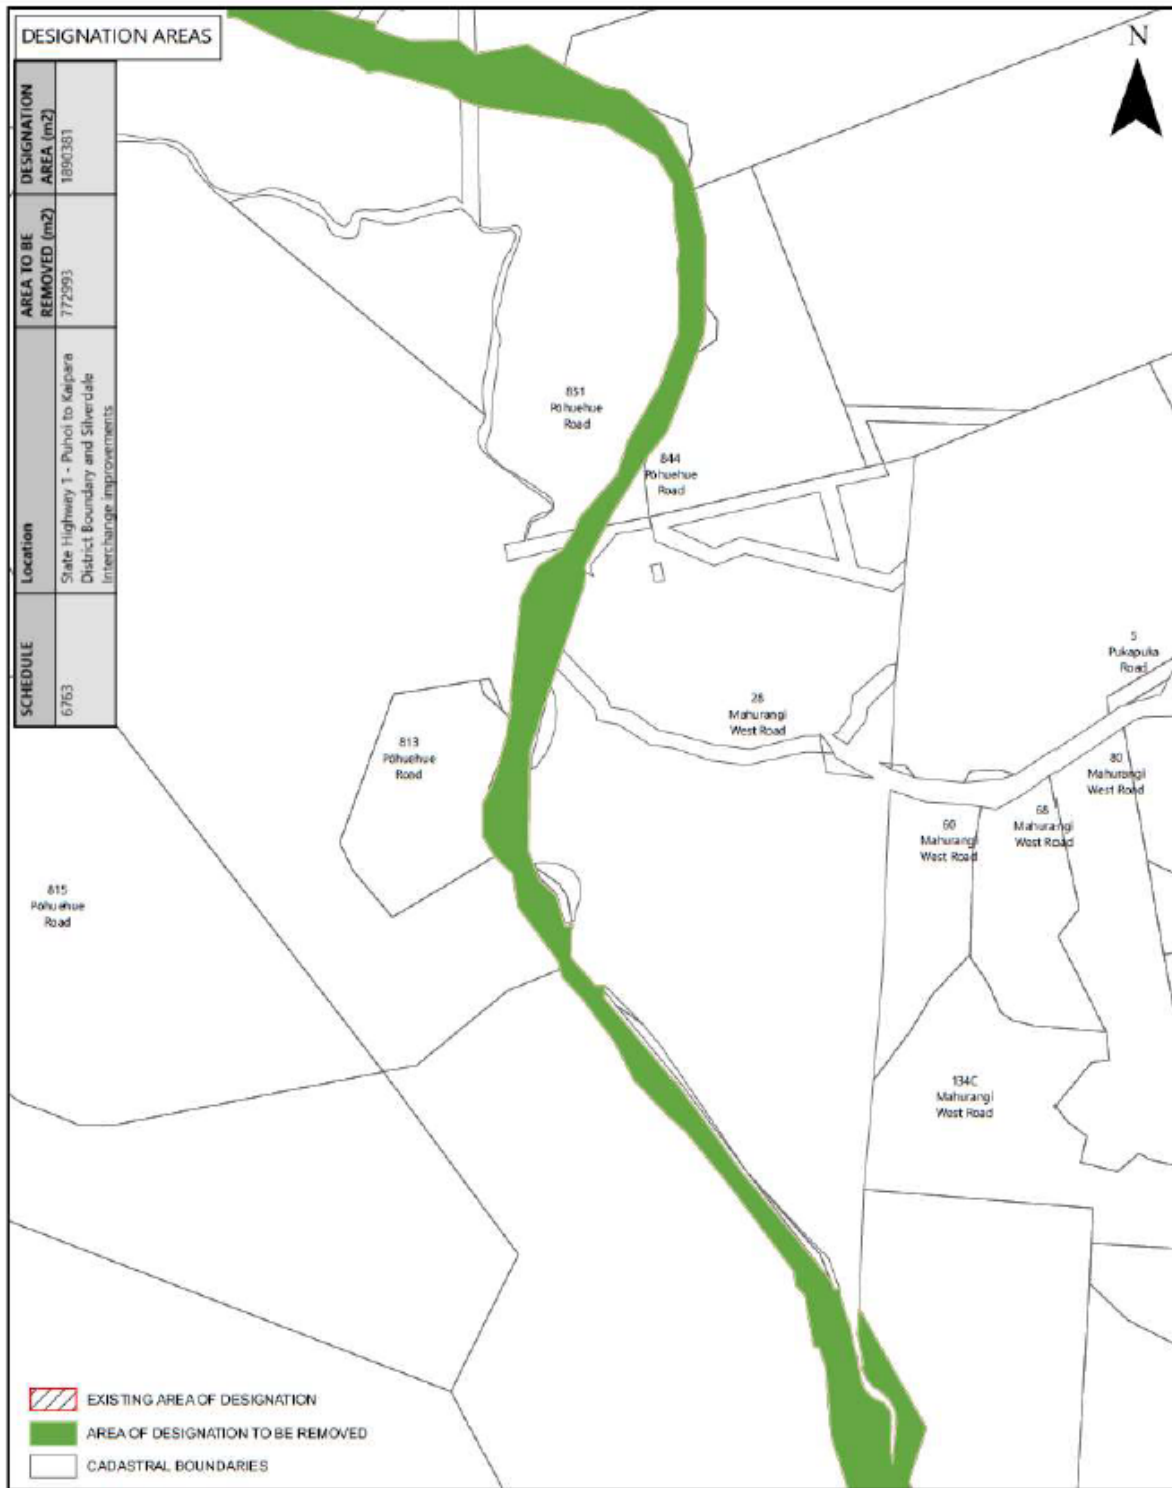 DESIGNATION AREAS
N
SCHEDULE
Location
AREA TO BE
REMOVED (m2)
DESIGNATION
AREA (m2)
6763
State Highway 1 - Puhoi to Kaipara
District Boundary and Silverdale
Interchange improvements
772993
1890381
851
Pōhuehue
Road
844
Pōhuehue
Road
5
Pukapuka
Road
28
Mahurangi
West Road
813
Pōhuehue
Road
80
Mahurangi
West Road
68
Mahurangi
West Road
60
Mahurangi
West Road
815
Pōhuehue
Road
134C
Mahurangi
West Road
EXISTING AREA OF DESIGNATION
AREA OF DESIGNATION TO BE REMOVED
CADASTRAL BOUNDARIES